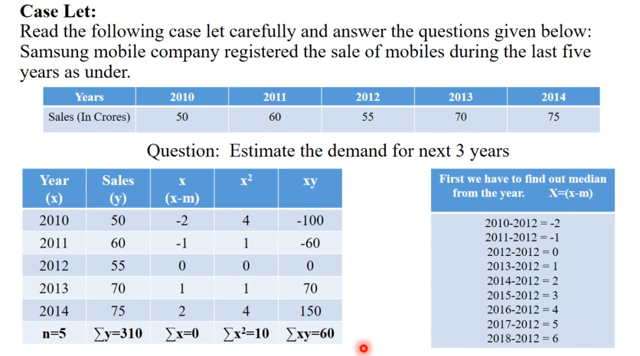 Case Let:
Read the following case let carefully and answer the questions given below:
Samsung mobile company registered the sale of mobiles during the last five
years as under.
Years 2010 2011 2012 2013 2014
Sales (In Crores) 50 60 55 70 75
Question: Estimate the demand for next 3 years
Year (x) Sales (y) x (x-m) x² xy
2010 50 -2 4 -100
2011 60 -1 1 -60
2012 55 0 0 0
2013 70 1 1 70
2014 75 2 4 150
n=5 ∑y=310 ∑x=0 ∑x²=10 ∑xy=60
First we have to find out median
from the year. X=(x-m)
2010-2012 = -2
2011-2012 = -1
2012-2012 = 0
2013-2012 = 1
2014-2012 = 2
2015-2012 = 3
2016-2012 = 4
2017-2012 = 5
2018-2012 = 6